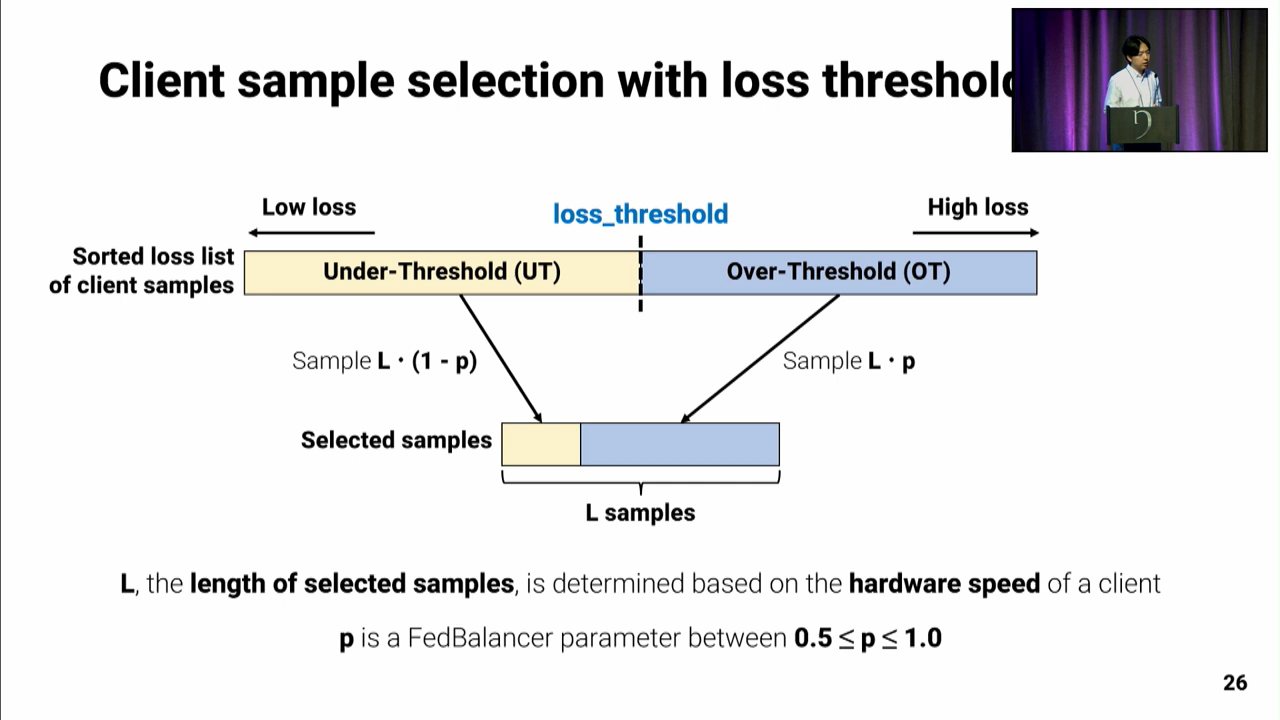 Client sample selection with loss threshold
Low loss
loss_threshold
High loss
Sorted loss list
of client samples
Under-Threshold (UT)
Over-Threshold (OT)
Sample L · (1 - p)
Sample L · p
Selected samples
L samples
L, the length of selected samples, is determined based on the hardware speed of a client
p is a FedBalancer parameter between 0.5 ≤ p ≤ 1.0
26